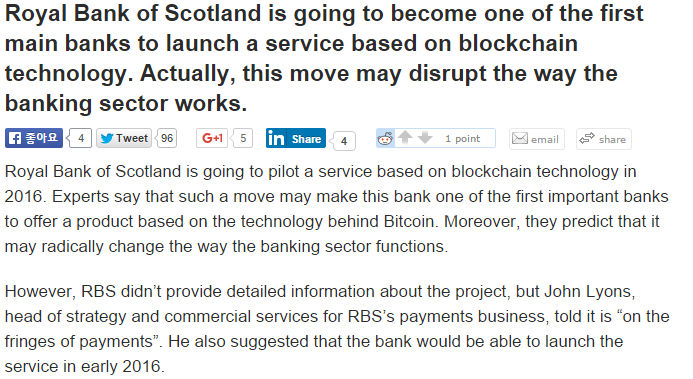 Royal Bank of Scotland is going to become one of the first
main banks to launch a service based on blockchain
technology. Actually, this move may disrupt the way the
banking sector works.
좋아요 4 Tweet 96 G+1 5 in Share 4 1 point email share
Royal Bank of Scotland is going to pilot a service based on blockchain technology in
2016. Experts say that such a move may make this bank one of the first important banks
to offer a product based on the technology behind Bitcoin. Moreover, they predict that it
may radically change the way the banking sector functions.
However, RBS didn’t provide detailed information about the project, but John Lyons,
head of strategy and commercial services for RBS’s payments business, told it is “on the
fringes of payments”. He also suggested that the bank would be able to launch the
service in early 2016.